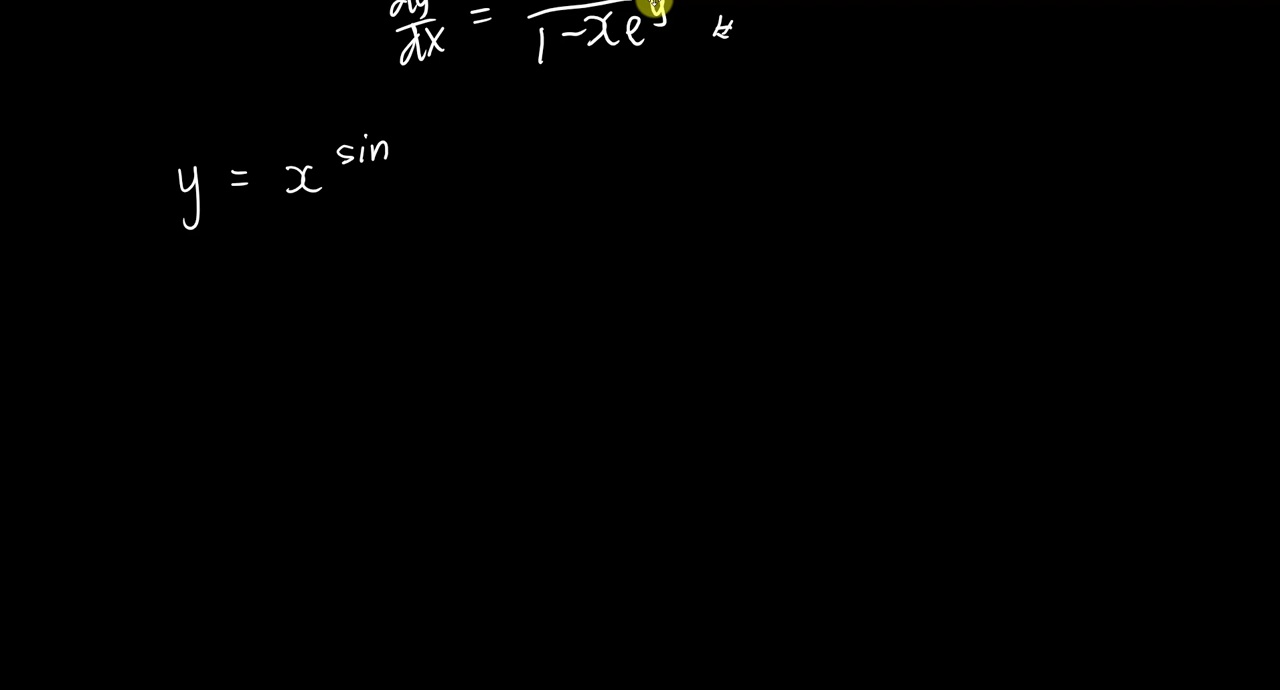 dy/dx = /(1-xe^y)
y = x^sin